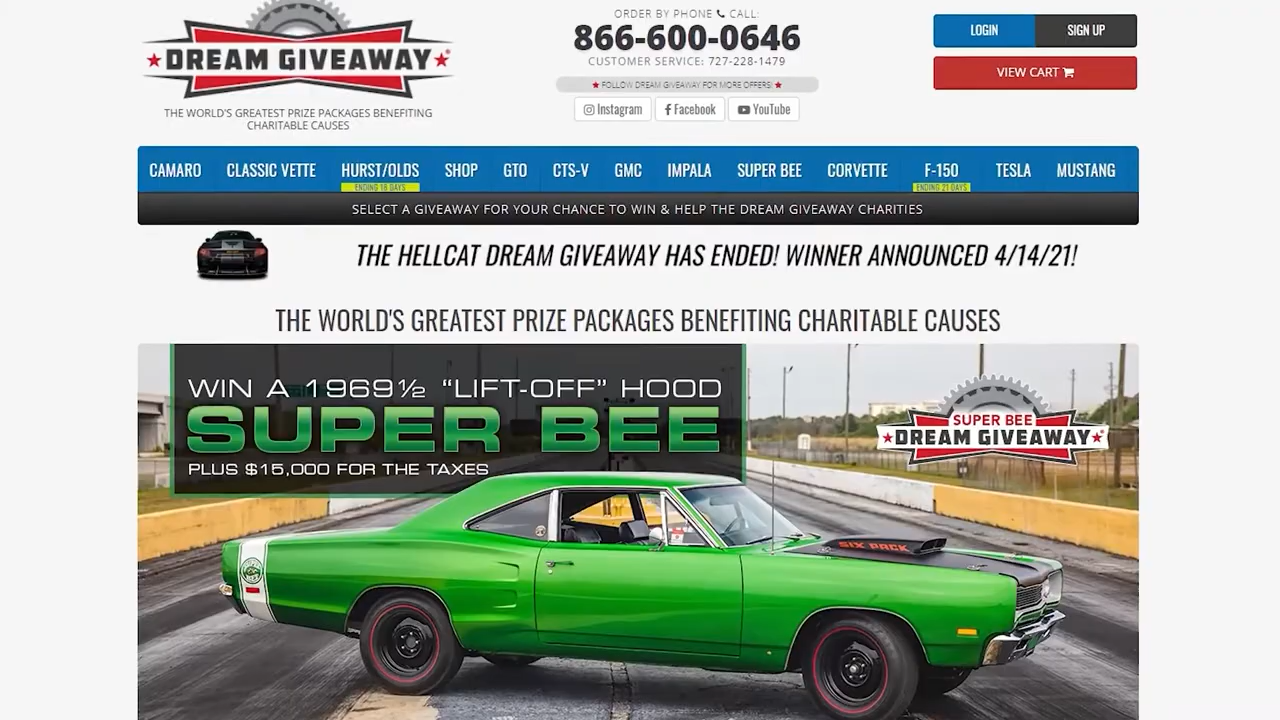 DREAM GIVEAWAY
THE WORLD'S GREATEST PRIZE PACKAGES BENEFITING
CHARITABLE CAUSES
ORDER BY PHONE CALL:
866-600-0646
CUSTOMER SERVICE: 727-228-1479
FOLLOW DREAM GIVEAWAY FOR MORE OFFERS!
Instagram Facebook YouTube
LOGIN SIGN UP
VIEW CART
CAMARO CLASSIC VETTE HURST/OLDS SHOP GTO CTS-V GMC IMPALA SUPER BEE CORVETTE F-150 TESLA MUSTANG
ENDING 18 DAYS ENDING 21 DAYS
SELECT A GIVEAWAY FOR YOUR CHANCE TO WIN & HELP THE DREAM GIVEAWAY CHARITIES
THE HELLCAT DREAM GIVEAWAY HAS ENDED! WINNER ANNOUNCED 4/14/21!
THE WORLD'S GREATEST PRIZE PACKAGES BENEFITING CHARITABLE CAUSES
WIN A 1969½ “LIFT-OFF” HOOD
SUPER BEE
PLUS $15,000 FOR THE TAXES
SUPER BEE
DREAM GIVEAWAY
SIX PACK